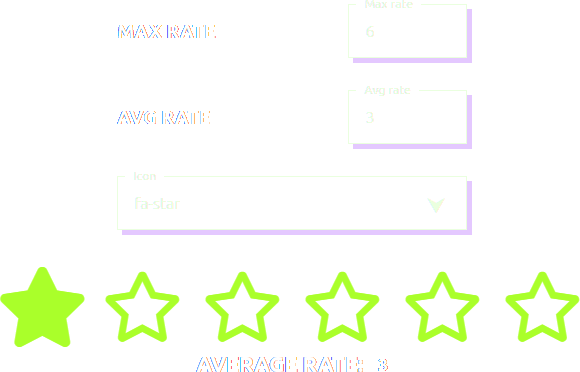 Max rate
MAX RATE 6
Avg rate
AVG RATE 3
Icon
fa-star
AVERAGE RATE: 3